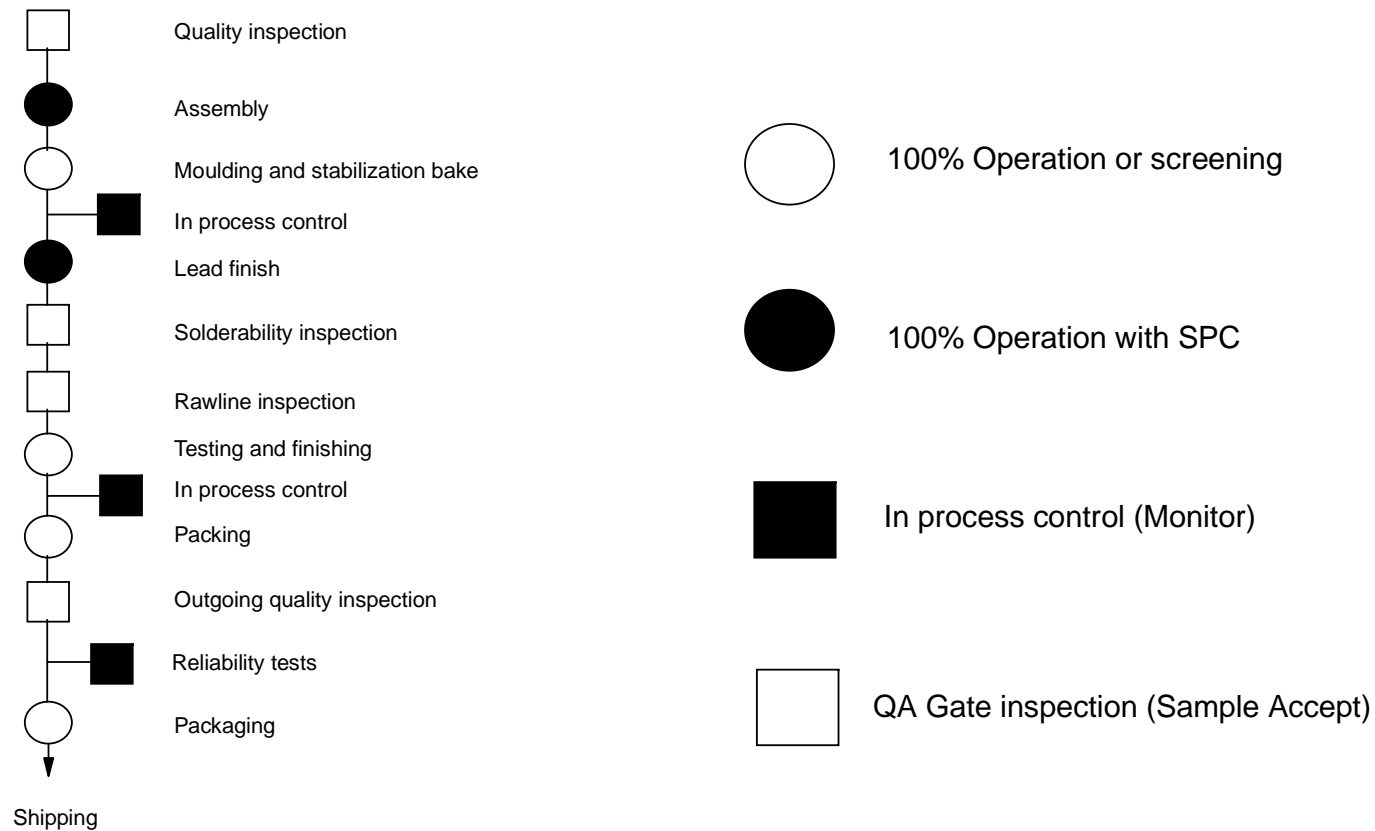 Quality inspection
Assembly
Moulding and stabilization bake
In process control
Lead finish
Solderability inspection
Rawline inspection
Testing and finishing
In process control
Packing
Outgoing quality inspection
Reliability tests
Packaging
Shipping
100% Operation or screening
100% Operation with SPC
In process control (Monitor)
QA Gate inspection (Sample Accept)